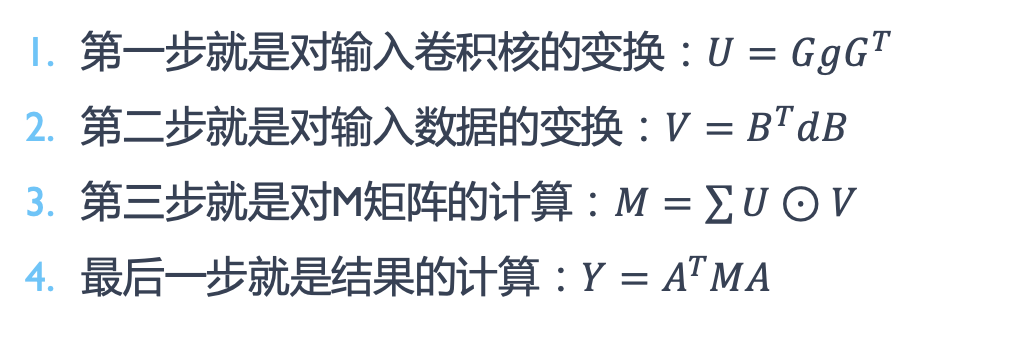 1. 第一步就是对输入卷积核的变换：U = GgG^T
2. 第二步就是对输入数据的变换：V = B^T dB
3. 第三步就是对M矩阵的计算：M = ∑ U ⊙ V
4. 最后一步就是结果的计算：Y = A^T MA